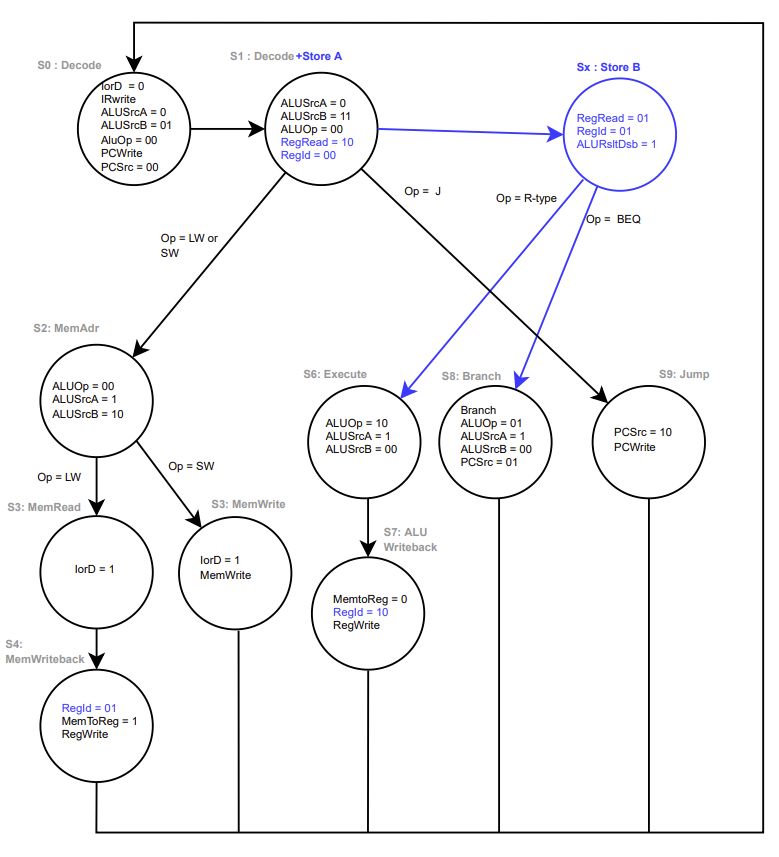 S0 : Decode
IorD  = 0
IRwrite
ALUSrcA = 0
ALUSrcB = 01
AluOp = 00
PCWrite
PCSrc = 00
S1 : Decode+Store A
ALUSrcA = 0
ALUSrcB = 11
ALUOp = 00
RegRead = 10
RegId = 00
Sx : Store B
RegRead = 01
RegId = 01
ALURsltDsb = 1
Op = LW or
SW
Op =  J
Op = R-type
Op =  BEQ
S2: MemAdr
ALUOp = 00
ALUSrcA = 1
ALUSrcB = 10
S6: Execute
ALUOp = 10
ALUSrcA = 1
ALUSrcB = 00
S8: Branch
Branch
ALUOp = 01
ALUSrcA = 1
ALUSrcB = 00
PCSrc = 01
S9: Jump
PCSrc = 10
PCWrite
Op = LW
Op = SW
S3: MemRead
IorD = 1
S3: MemWrite
IorD = 1
MemWrite
S7: ALU
Writeback
MemtoReg = 0
RegId = 10
RegWrite
S4:
MemWriteback
RegId = 01
MemToReg = 1
RegWrite